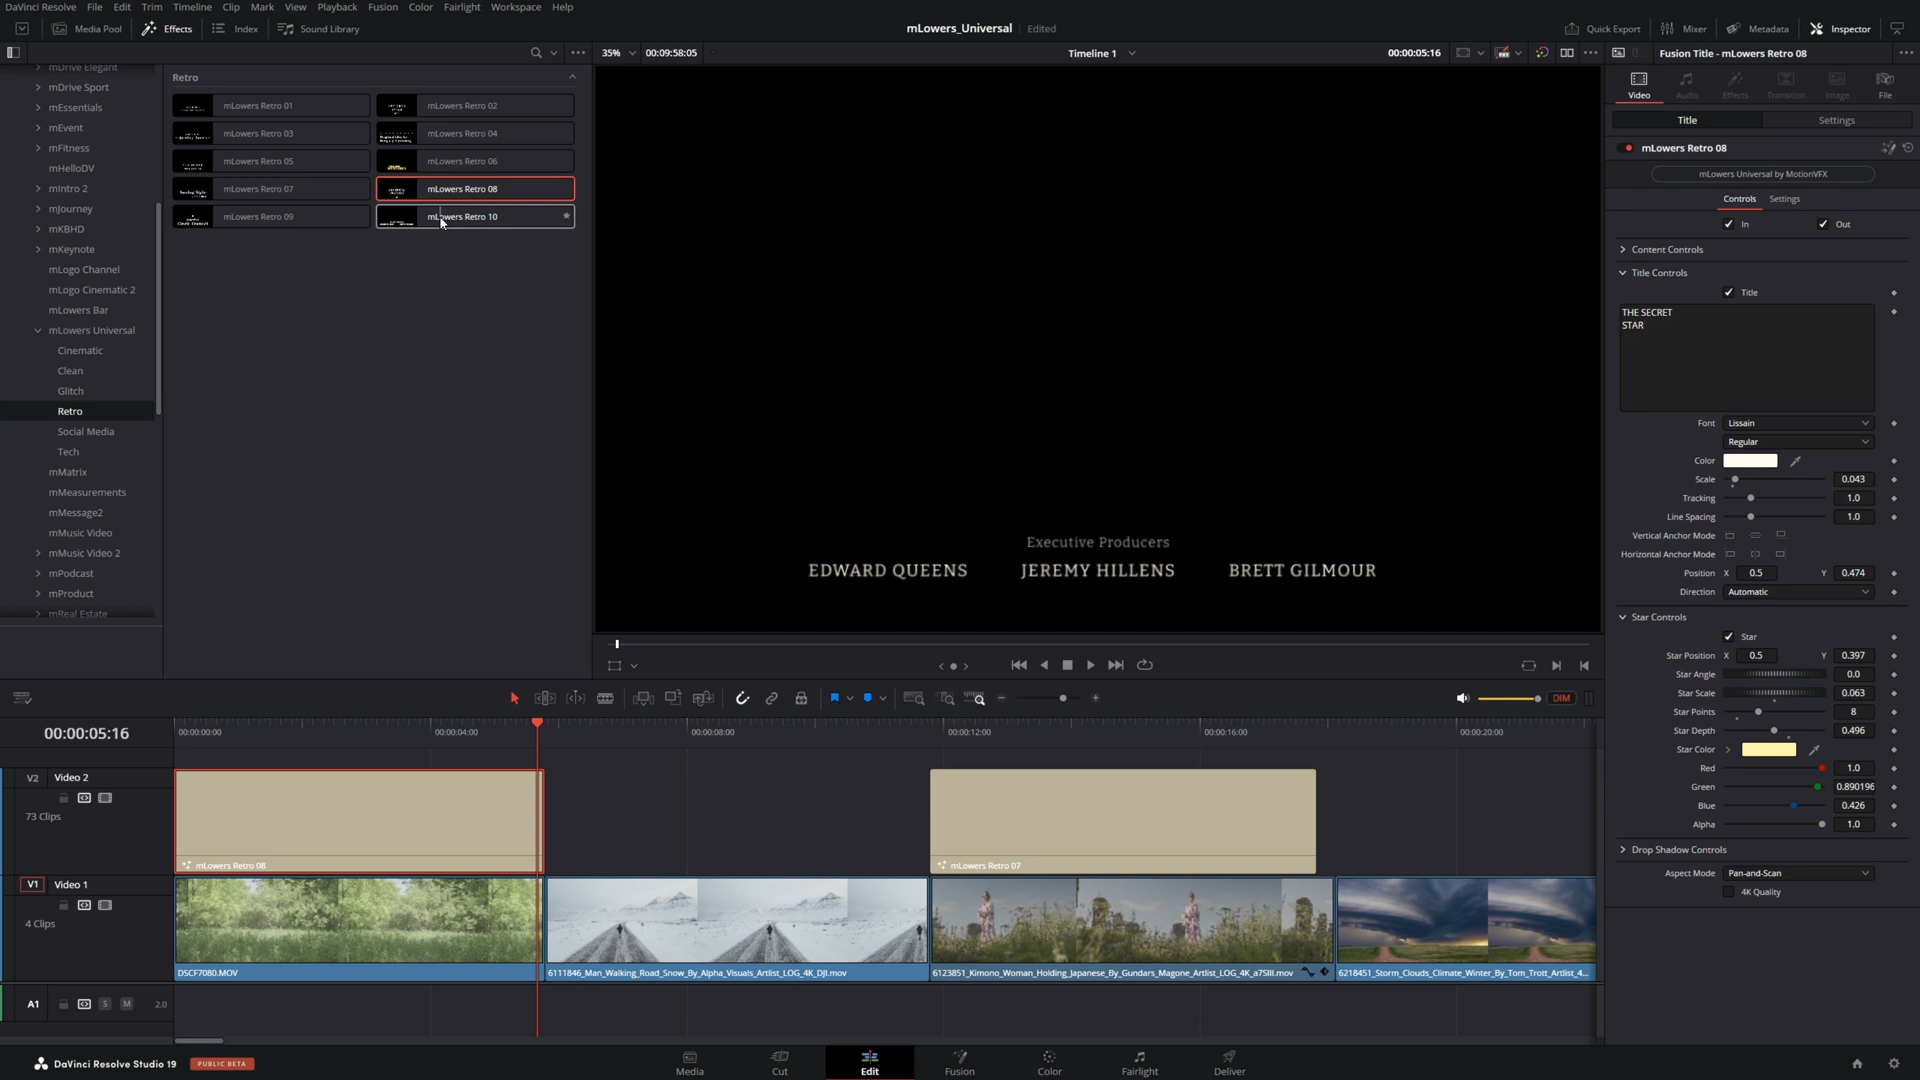 DaVinci Resolve File Edit Trim Timeline Clip Mark View Playback Fusion Color Fairlight Workspace Help
Media Pool Effects Index Sound Library mLowers_Universal Edited Quick Export Mixer Metadata Inspector
35% 00:09:58:05 Timeline 1 00:00:05:16 Fusion Title - mLowers Retro 08
mDrive Elegant
mDrive Sport
mEssentials
mEvent
mFitness
mHelloDV
mIntro 2
mJourney
mKBHD
mKeynote
mLogo Channel
mLogo Cinematic 2
mLowers Bar
mLowers Universal
Cinematic
Clean
Glitch
Retro
Social Media
Tech
mMatrix
mMeasurements
mMessage2
mMusic Video
mMusic Video 2
mPodcast
mProduct
mReal Estate
Retro
mLowers Retro 01 mLowers Retro 02
mLowers Retro 03 mLowers Retro 04
mLowers Retro 05 mLowers Retro 06
mLowers Retro 07 mLowers Retro 08
mLowers Retro 09 mLowers Retro 10
Executive Producers
EDWARD QUEENS JEREMY HILLENS BRETT GILMOUR
Video Audio Effects Transition Image File
Title Settings
mLowers Retro 08
mLowers Universal by MotionVFX
Controls Settings
In Out
Content Controls
Title Controls
Title
THE SECRET
STAR
Font Lissain
Regular
Color
Scale 0.043
Tracking 1.0
Line Spacing 1.0
Vertical Anchor Mode
Horizontal Anchor Mode
Position X 0.5 Y 0.474
Direction Automatic
Star Controls
Star
Star Position X 0.5 Y 0.397
Star Angle 0.0
Star Scale 0.063
Star Points 8
Star Depth 0.496
Star Color
Red 1.0
Green 0.890196
Blue 0.426
Alpha 1.0
Drop Shadow Controls
Aspect Mode Pan-and-Scan
4K Quality
DIM
00:00:05:16 00:00:00:00 00:00:04:00 00:00:08:00 00:00:12:00 00:00:16:00 00:00:20:00
V2 Video 2
73 Clips
mLowers Retro 08 mLowers Retro 07
V1 Video 1
4 Clips
DSCF7080.MOV 6111846_Man_Walking_Road_Snow_By_Alpha_Visuals_Artlist_LOG_4K_DJI.mov 6123851_Kimono_Woman_Holding_Japanese_By_Gundars_Magone_Artlist_LOG_4K_a7SIII.mov 6218451_Storm_Clouds_Climate_Winter_By_Tom_Trott_Artlist_4...
A1 S M 2.0
DaVinci Resolve Studio 19 PUBLIC BETA Media Cut Edit Fusion Color Fairlight Deliver